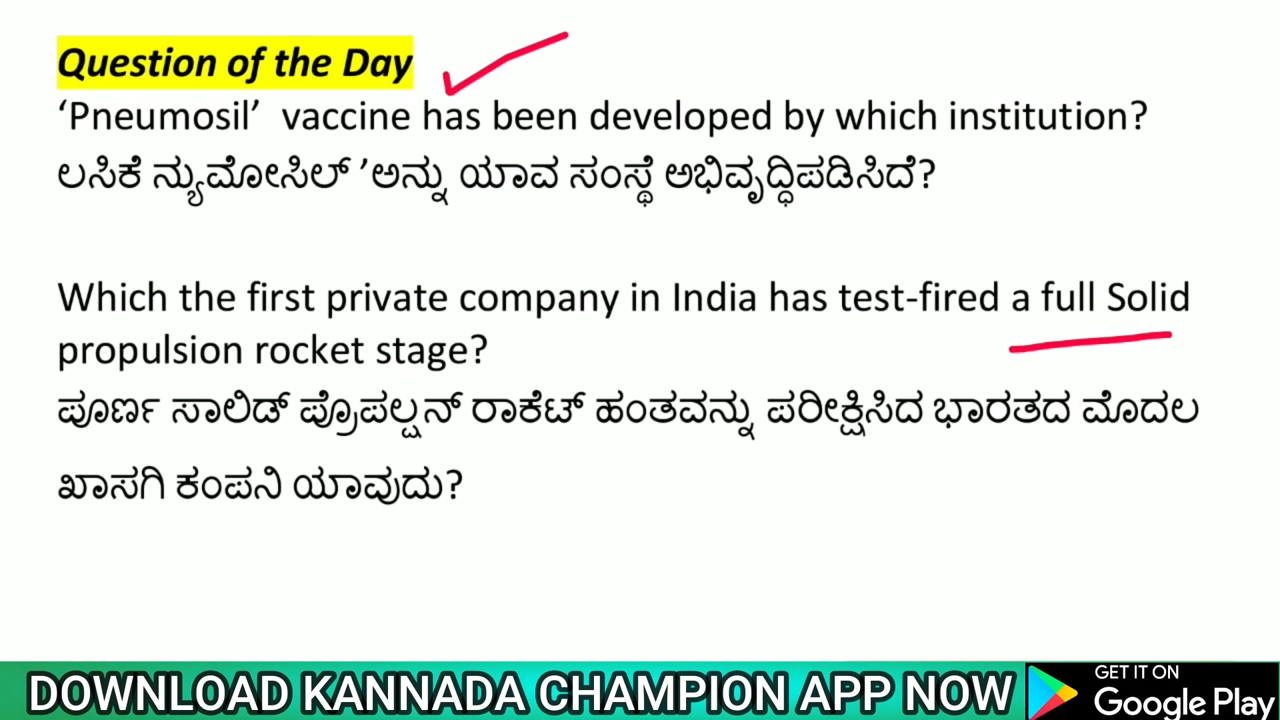 Question of the Day
‘Pneumosil’ vaccine has been developed by which institution?
ಲಸಿಕೆ ನ್ಯುಮೋಸಿಲ್ ’ಅನ್ನು ಯಾವ ಸಂಸ್ಥೆ ಅಭಿವೃದ್ಧಿಪಡಿಸಿದೆ?
Which the first private company in India has test-fired a full Solid
propulsion rocket stage?
ಪೂರ್ಣ ಸಾಲಿಡ್ ಪ್ರೊಪಲ್ಷನ್ ರಾಕೆಟ್ ಹಂತವನ್ನು ಪರೀಕ್ಷಿಸಿದ ಭಾರತದ ಮೊದಲ
ಖಾಸಗಿ ಕಂಪನಿ ಯಾವುದು?
DOWNLOAD KANNADA CHAMPION APP NOW
GET IT ON
Google Play